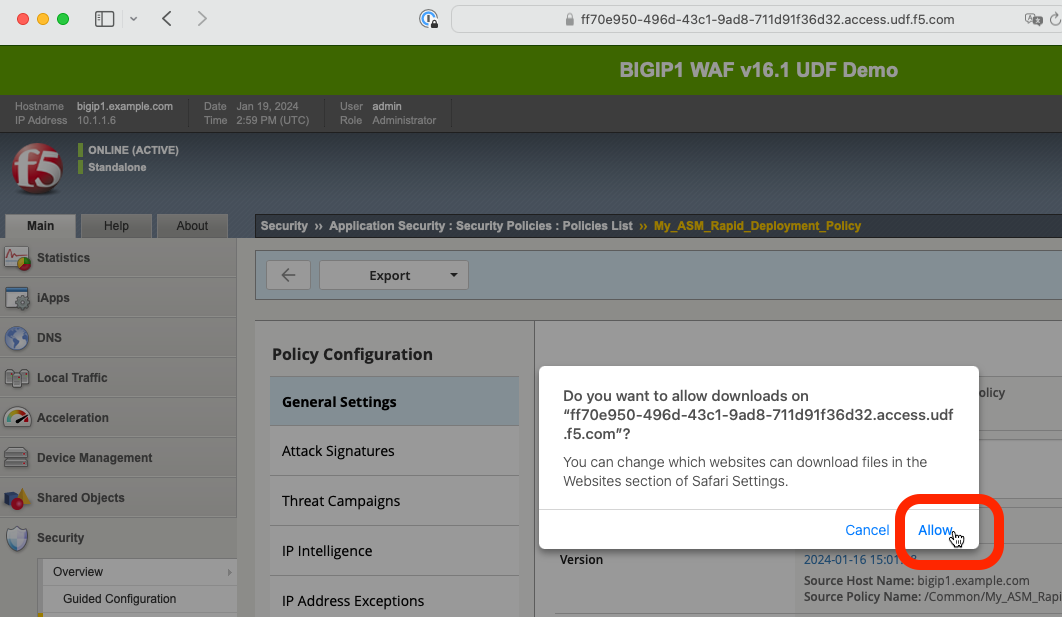 ff70e950-496d-43c1-9ad8-711d91f36d32.access.udf.f5.com
BIGIP1 WAF v16.1 UDF Demo
Hostname bigip1.example.com Date Jan 19, 2024 User admin
IP Address 10.1.1.6 Time 2:59 PM (UTC) Role Administrator
f5
ONLINE (ACTIVE)
Standalone
Main Help About
Security ›› Application Security : Security Policies : Policies List ›› My_ASM_Rapid_Deployment_Policy
Statistics
iApps
DNS
Local Traffic
Acceleration
Device Management
Shared Objects
Security
Overview
Guided Configuration
Export
Policy Configuration
General Settings
Attack Signatures
Threat Campaigns
IP Intelligence
IP Address Exceptions
olicy
Do you want to allow downloads on
“ff70e950-496d-43c1-9ad8-711d91f36d32.access.udf
.f5.com”?
You can change which websites can download files in the
Websites section of Safari Settings.
Cancel Allow
Version 2024-01-16 15:01
Source Host Name: bigip1.example.com
Source Policy Name: /Common/My_ASM_Rapi